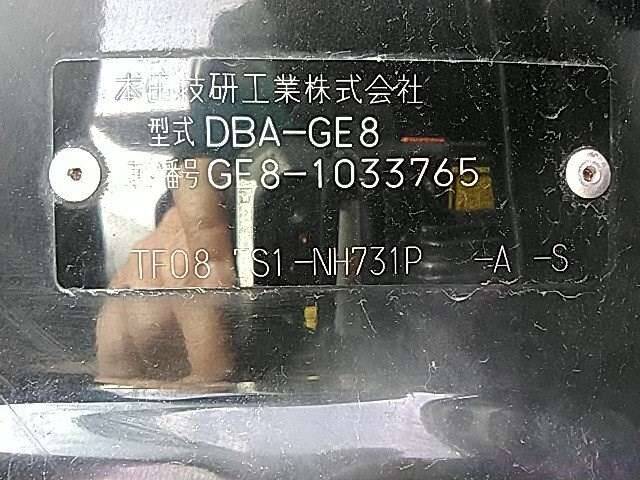 本田技研工業株式会社
型式 DBA-GE8
車台番号 GE8-1033765
TF08 TS1-NH731P -A -S